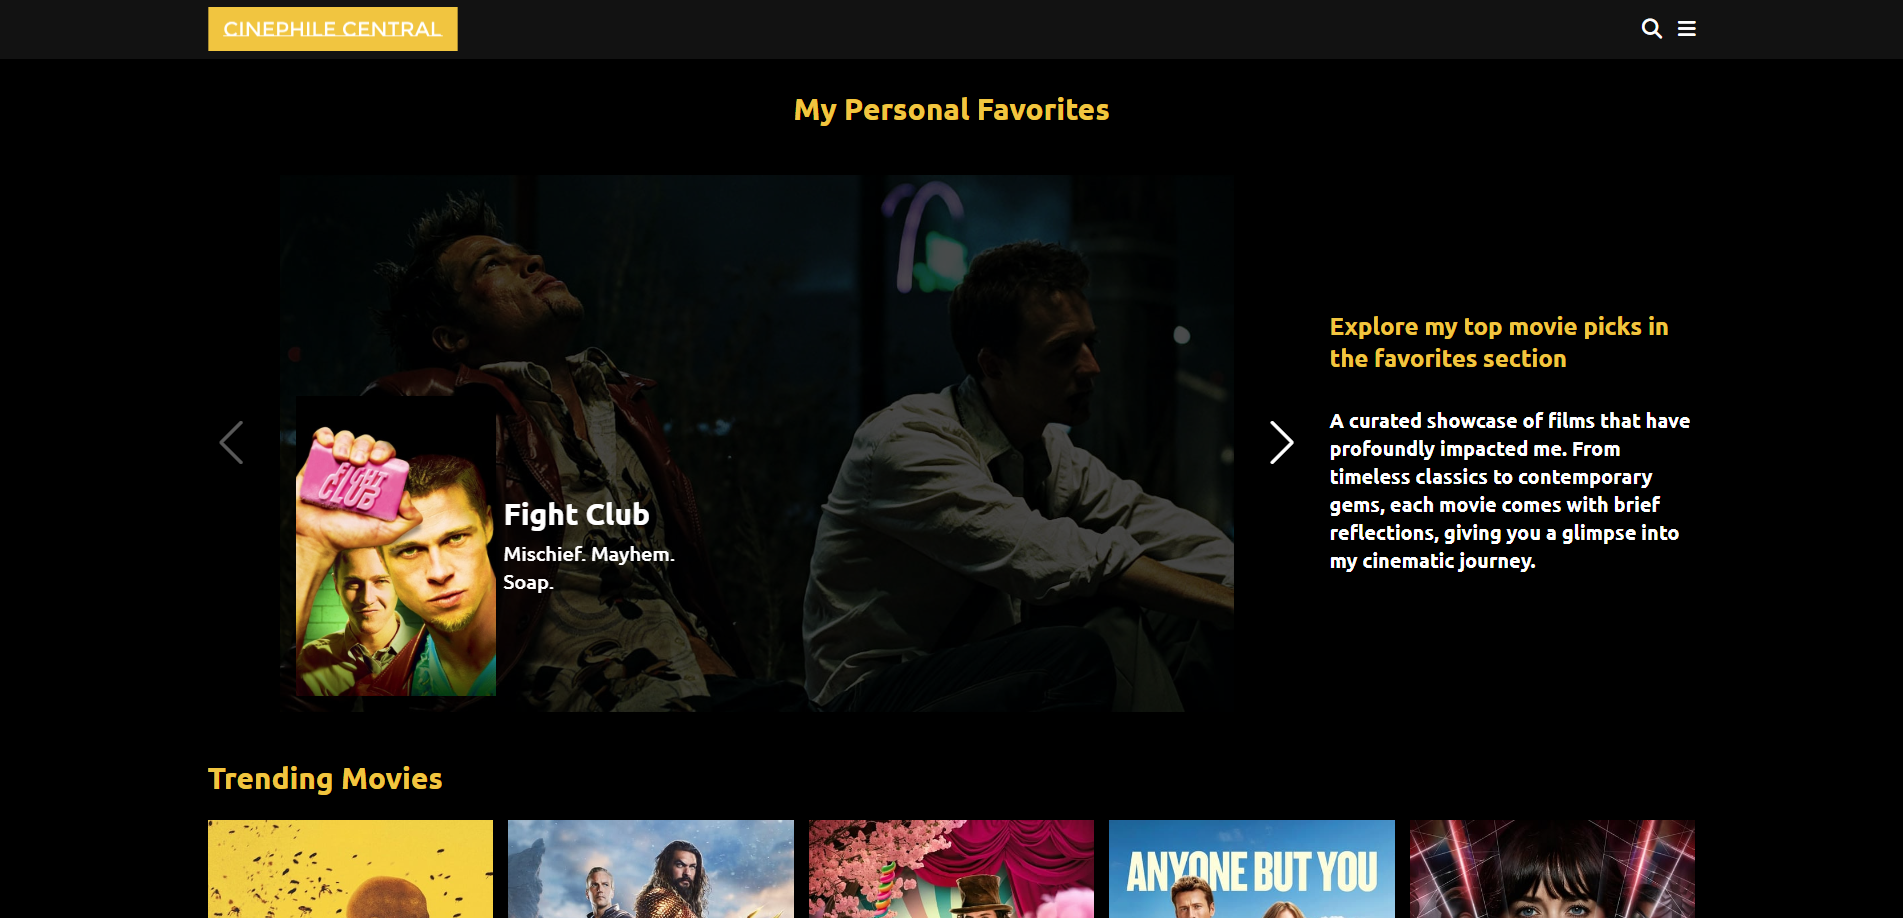 CINEPHILE CENTRAL
My Personal Favorites
FIGHT
CLUB
Fight Club
Mischief. Mayhem.
Soap.
Explore my top movie picks in
the favorites section
A curated showcase of films that have
profoundly impacted me. From
timeless classics to contemporary
gems, each movie comes with brief
reflections, giving you a glimpse into
my cinematic journey.
Trending Movies
ANYONE BUT YOU